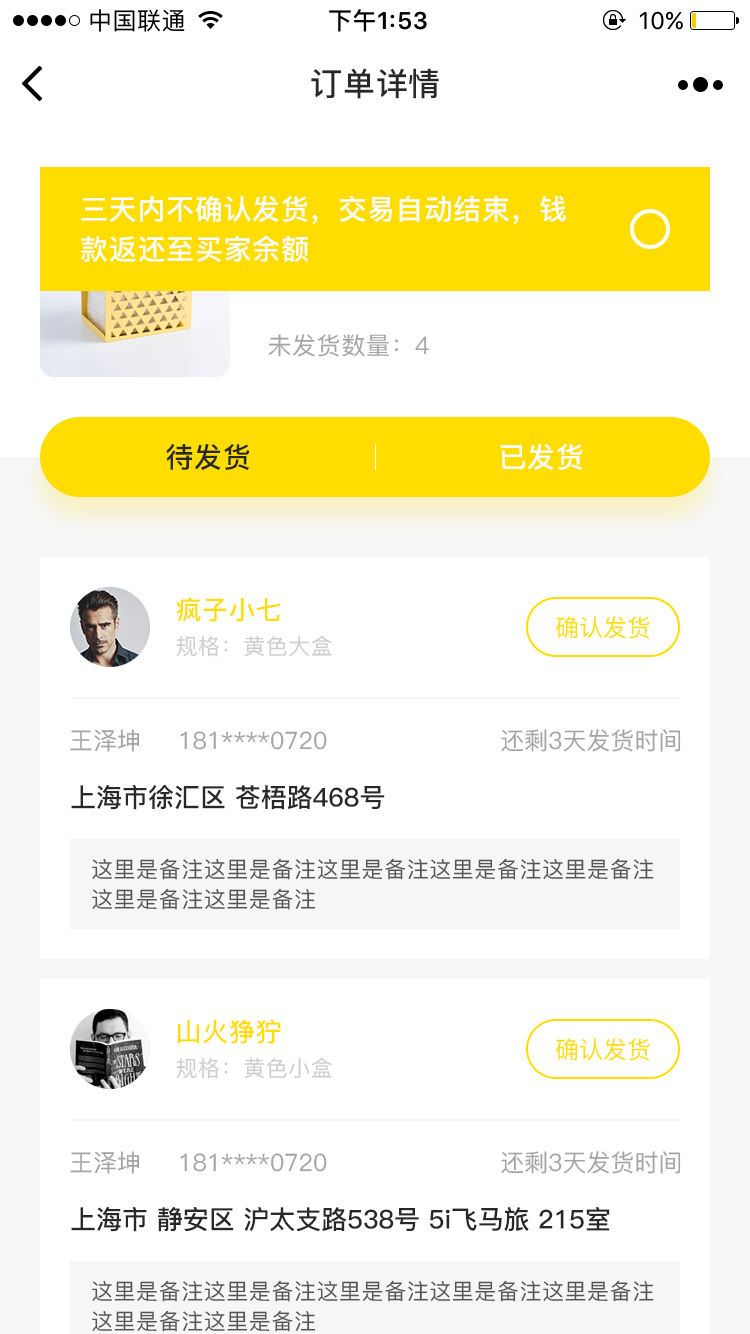 中国联通 下午1:53 10%
订单详情
三天内不确认发货，交易自动结束，钱
款返还至买家余额
未发货数量：4
待发货 已发货
疯子小七
规格：黄色大盒
确认发货
王泽坤 181****0720 还剩3天发货时间
上海市徐汇区 苍梧路468号
这里是备注这里是备注这里是备注这里是备注这里是备注
这里是备注这里是备注
山火狰狞
规格：黄色小盒
确认发货
王泽坤 181****0720 还剩3天发货时间
上海市 静安区 沪太支路538号 5i飞马旅 215室
这里是备注这里是备注这里是备注这里是备注这里是备注
这里是备注这里是备注